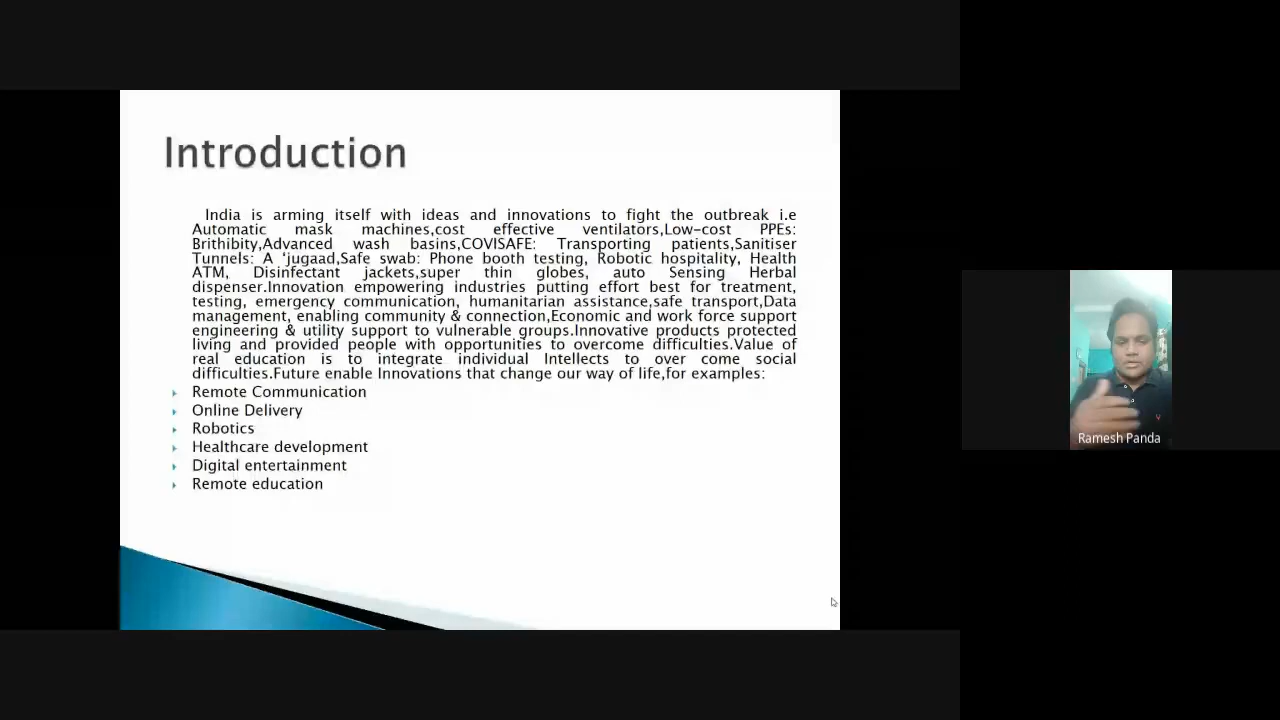 Introduction
India is arming itself with ideas and innovations to fight the outbreak i.e
Automatic mask machines,cost effective ventilators,Low-cost PPEs:
Brithibity,Advanced wash basins,COVISAFE: Transporting patients,Sanitiser
Tunnels: A ‘jugaad,Safe swab: Phone booth testing, Robotic hospitality, Health
ATM, Disinfectant jackets,super thin globes, auto Sensing Herbal
dispenser.Innovation empowering industries putting effort best for treatment,
testing, emergency communication, humanitarian assistance,safe transport,Data
management, enabling community & connection,Economic and work force support
engineering & utility support to vulnerable groups.Innovative products protected
living and provided people with opportunities to overcome difficulties.Value of
real education is to integrate individual Intellects to over come social
difficulties.Future enable Innovations that change our way of life,for examples:
Remote Communication
Online Delivery
Robotics
Healthcare development
Digital entertainment
Remote education
Ramesh Panda